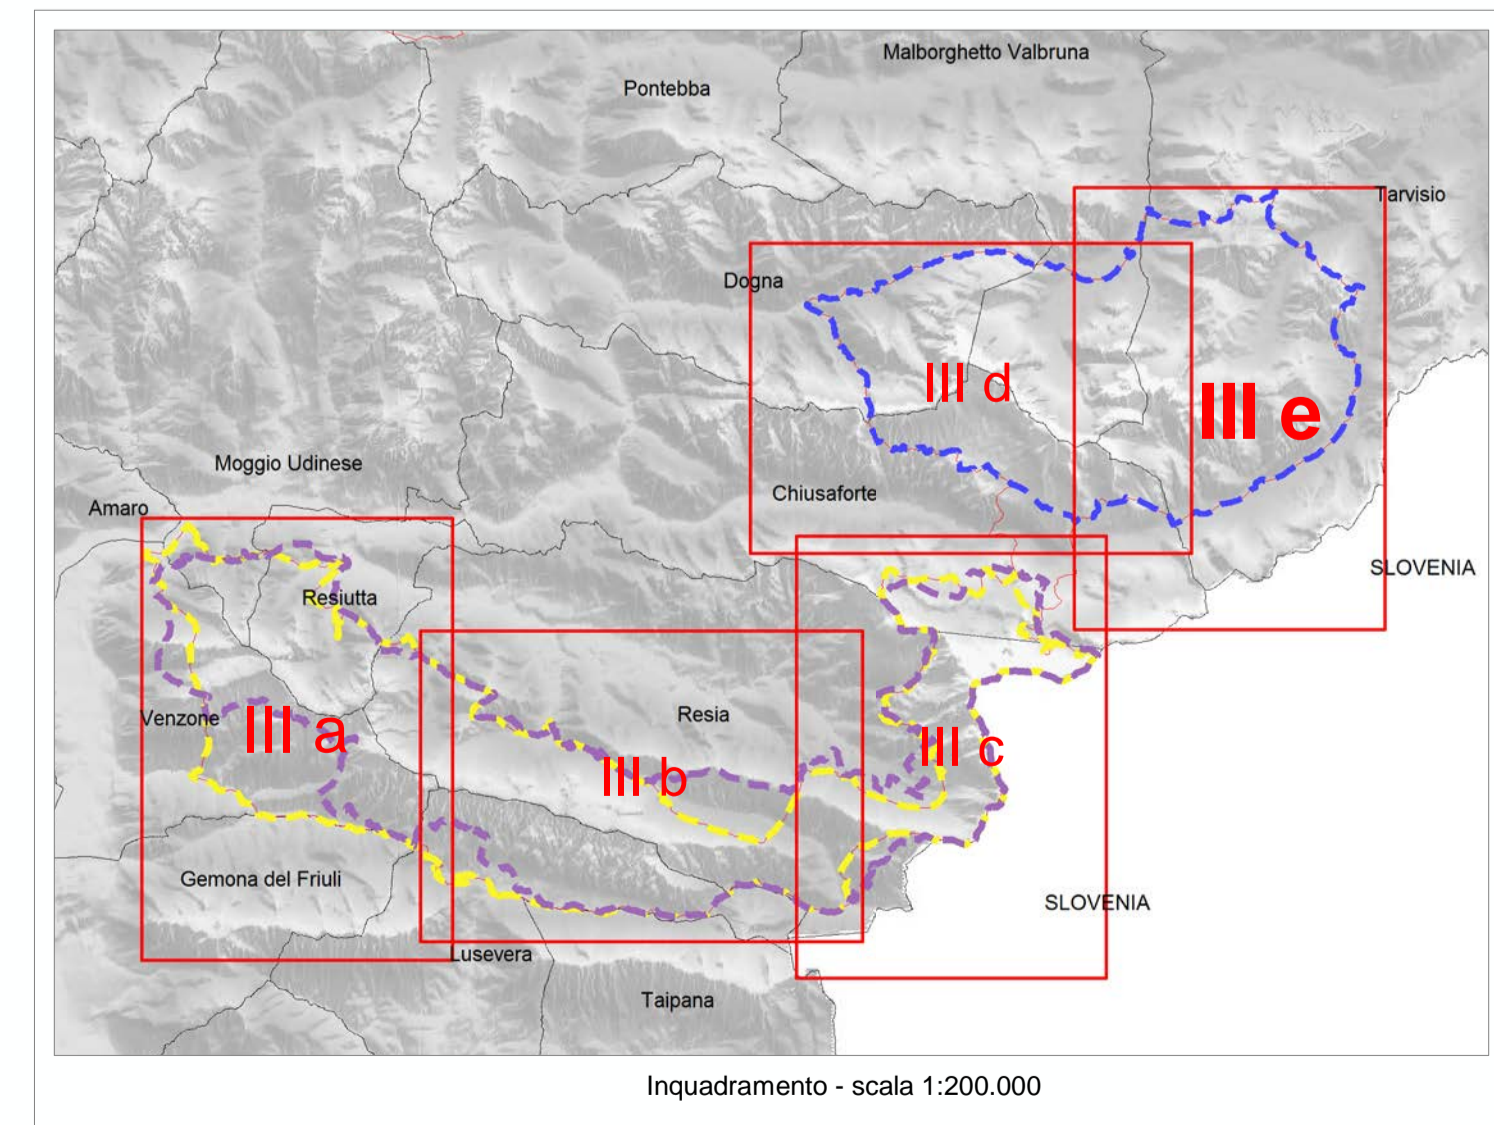 Malborghetto Valbruna
Pontebba
Tarvisio
Dogna
III d
III e
Moggio Udinese
Chiusaforte
Amaro
SLOVENIA
Resiutta
Venzone
III a
Resia
III c
III b
Gemona del Friuli
SLOVENIA
Lusevera
Taipana
Inquadramento - scala 1:200.000